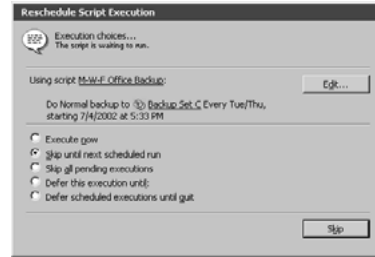 Reschedule Script Execution
Execution choices...
The script is waiting to run.
Using script M-W-F Office Backup:
Edit...
Do Normal backup to Backup Set C Every Tue/Thu,
starting 7/4/2002 at 5:33 PM
Execute now
Skip until next scheduled run
Skip all pending executions
Defer this execution until:
Defer scheduled executions until quit
Skip